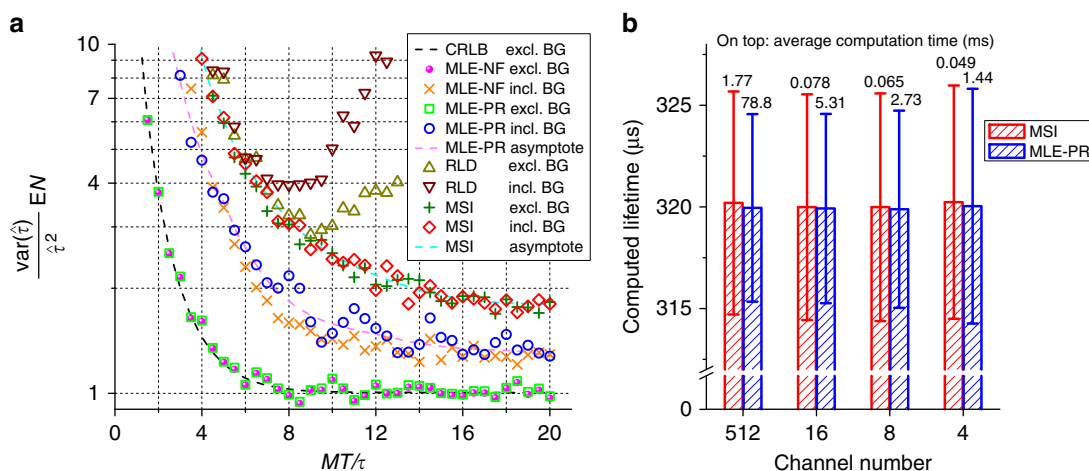 a
10
7
4
2
1
var(τ̂)
τ̂ 2
EN
0
4
8
12
16
20
MT/τ
CRLB excl. BG
MLE-NF excl. BG
MLE-NF incl. BG
MLE-PR excl. BG
MLE-PR incl. BG
MLE-PR asymptote
RLD excl. BG
RLD incl. BG
MSI excl. BG
MSI incl. BG
MSI asymptote
b
On top: average computation time (ms)
1.77
78.8
0.078
5.31
0.065
2.73
0.049
1.44
MSI
MLE-PR
325
320
315
0
Computed lifetime (μs)
512
16
8
4
Channel number